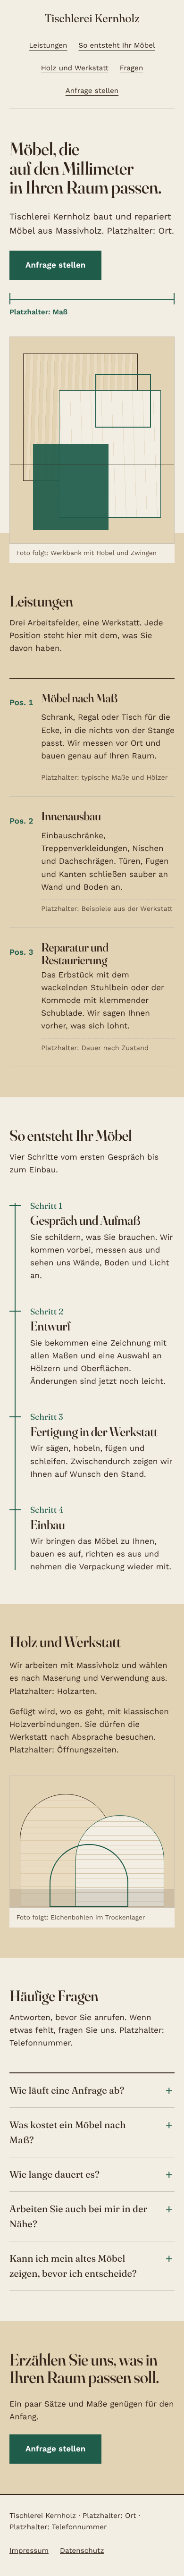 Tischlerei Kernholz
Leistungen So entsteht Ihr Möbel
Holz und Werkstatt Fragen
Anfrage stellen
Möbel, die
auf den Millimeter
in Ihren Raum passen.
Tischlerei Kernholz baut und repariert
Möbel aus Massivholz. Platzhalter: Ort.
Anfrage stellen
Platzhalter: Maß
Foto folgt: Werkbank mit Hobel und Zwingen
Leistungen
Drei Arbeitsfelder, eine Werkstatt. Jede
Position steht hier mit dem, was Sie
davon haben.
Pos. 1 Möbel nach Maß
Schrank, Regal oder Tisch für die
Ecke, in die nichts von der Stange
passt. Wir messen vor Ort und
bauen genau auf Ihren Raum.
Platzhalter: typische Maße und Hölzer
Pos. 2 Innenausbau
Einbauschränke,
Treppenverkleidungen, Nischen
und Dachschrägen. Türen, Fugen
und Kanten schließen sauber an
Wand und Boden an.
Platzhalter: Beispiele aus der Werkstatt
Pos. 3 Reparatur und
Restaurierung
Das Erbstück mit dem
wackelnden Stuhlbein oder der
Kommode mit klemmender
Schublade. Wir sagen Ihnen
vorher, was sich lohnt.
Platzhalter: Dauer nach Zustand
So entsteht Ihr Möbel
Vier Schritte vom ersten Gespräch bis
zum Einbau.
Schritt 1
Gespräch und Aufmaß
Sie schildern, was Sie brauchen. Wir
kommen vorbei, messen aus und
sehen uns Wände, Boden und Licht
an.
Schritt 2
Entwurf
Sie bekommen eine Zeichnung mit
allen Maßen und eine Auswahl an
Hölzern und Oberflächen.
Änderungen sind jetzt noch leicht.
Schritt 3
Fertigung in der Werkstatt
Wir sägen, hobeln, fügen und
schleifen. Zwischendurch zeigen wir
Ihnen auf Wunsch den Stand.
Schritt 4
Einbau
Wir bringen das Möbel zu Ihnen,
bauen es auf, richten es aus und
nehmen die Verpackung wieder mit.
Holz und Werkstatt
Wir arbeiten mit Massivholz und wählen
es nach Maserung und Verwendung aus.
Platzhalter: Holzarten.
Gefügt wird, wo es geht, mit klassischen
Holzverbindungen. Sie dürfen die
Werkstatt nach Absprache besuchen.
Platzhalter: Öffnungszeiten.
Foto folgt: Eichenbohlen im Trockenlager
Häufige Fragen
Antworten, bevor Sie anrufen. Wenn
etwas fehlt, fragen Sie uns. Platzhalter:
Telefonnummer.
Wie läuft eine Anfrage ab? +
Was kostet ein Möbel nach +
Maß?
Wie lange dauert es? +
Arbeiten Sie auch bei mir in der +
Nähe?
Kann ich mein altes Möbel +
zeigen, bevor ich entscheide?
Erzählen Sie uns, was in
Ihren Raum passen soll.
Ein paar Sätze und Maße genügen für den
Anfang.
Anfrage stellen
Tischlerei Kernholz · Platzhalter: Ort ·
Platzhalter: Telefonnummer
Impressum Datenschutz